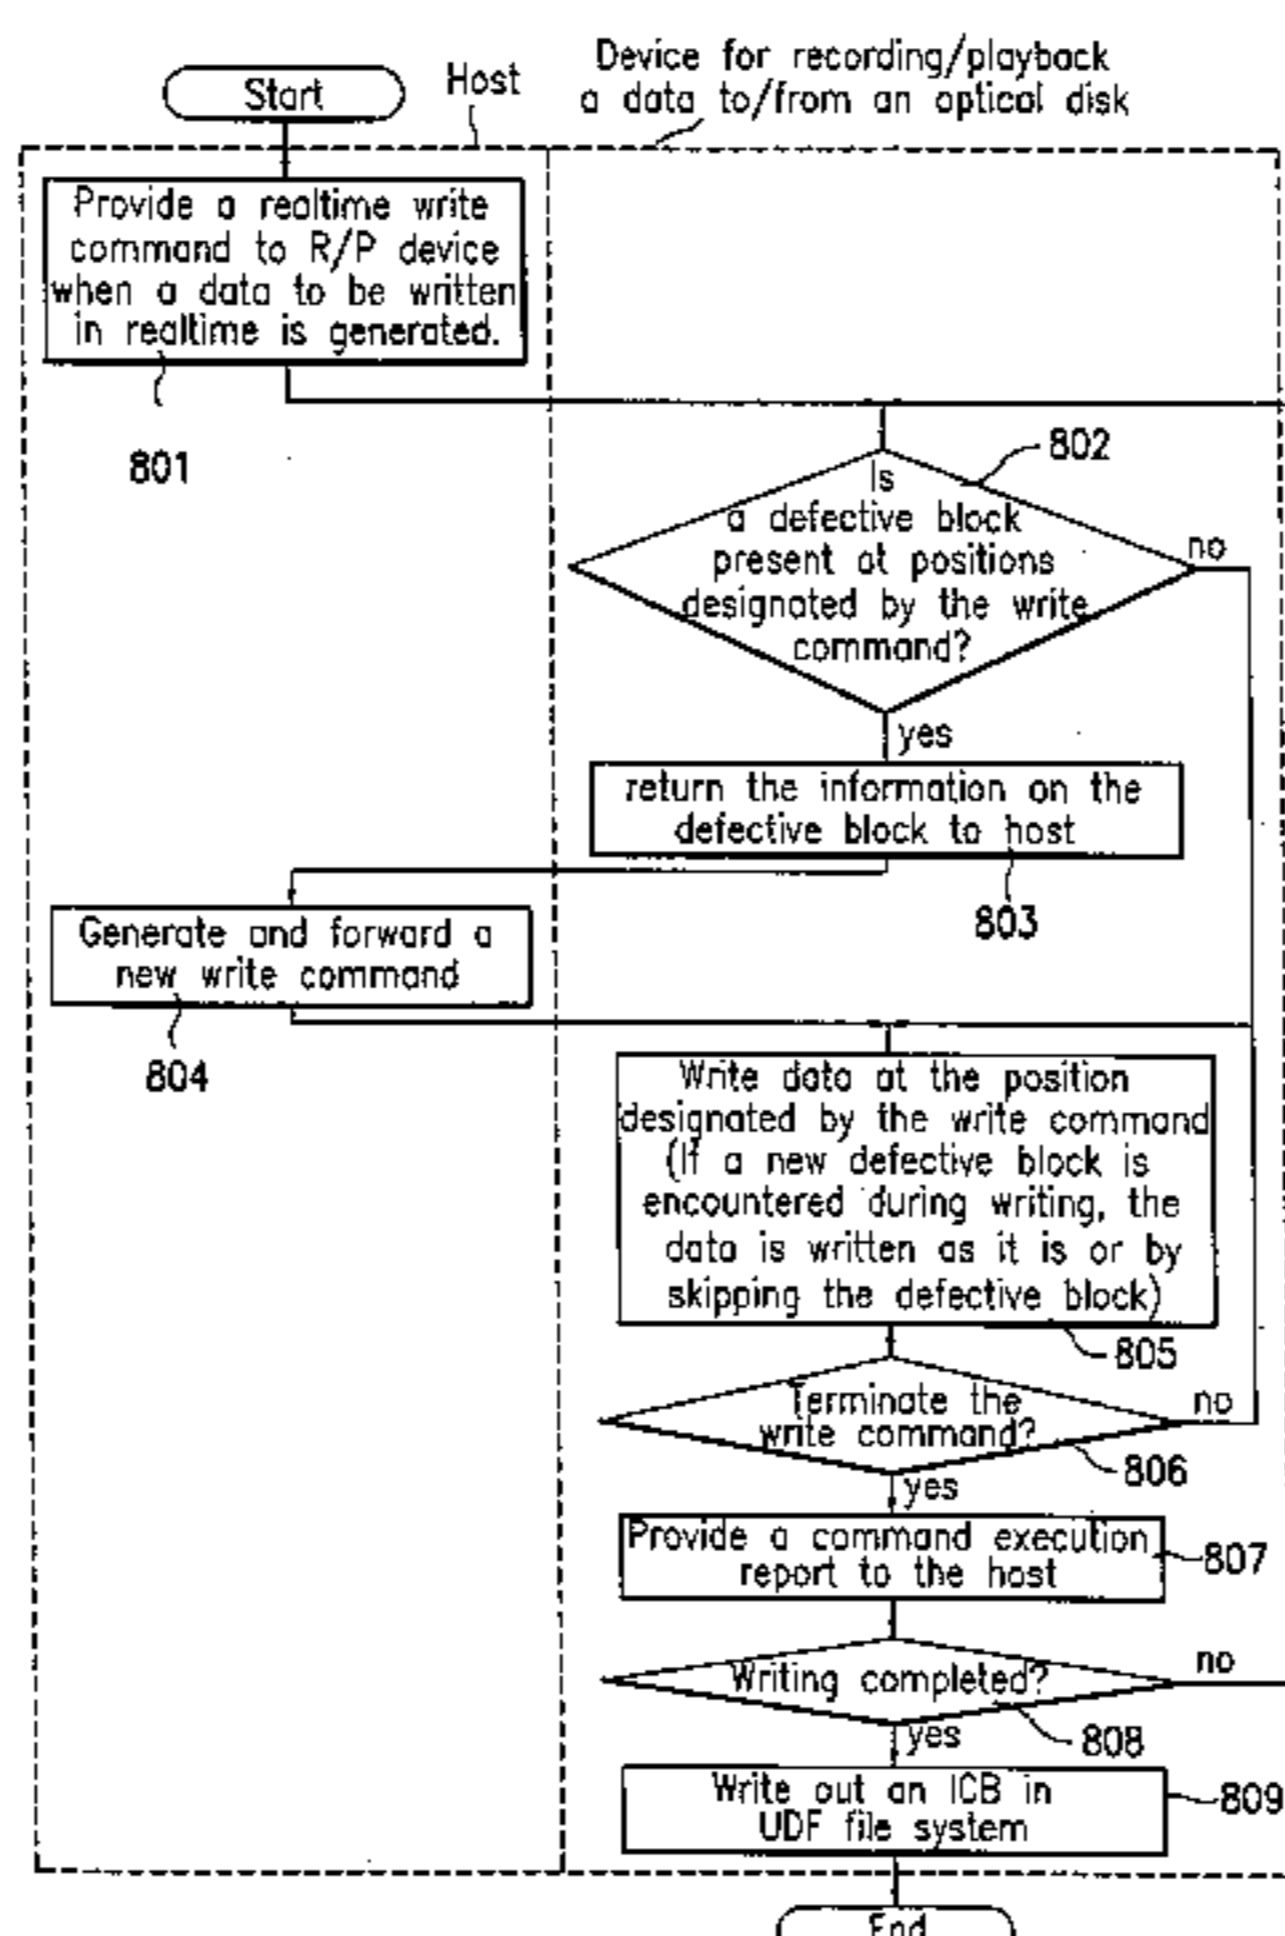 Start
Host
Device for recording/playback
a data to/from an optical disk
Provide a realtime write
command to R/P device
when a data to be written
in realtime is generated.
801
802
Is
a defective block
present at positions
designated by the write
command?
no
yes
return the information on the
defective block to host
803
Generate and forward a
new write command
804
Write data at the position
designated by the write command
(If a new defective block is
encountered during writing, the
data is written as it is or by
skipping the defective block)
805
Terminate the
write command?
no
806
yes
Provide a command execution
report to the host
807
Writing completed?
no
808
yes
Write out an ICB in
UDF file system
809
End